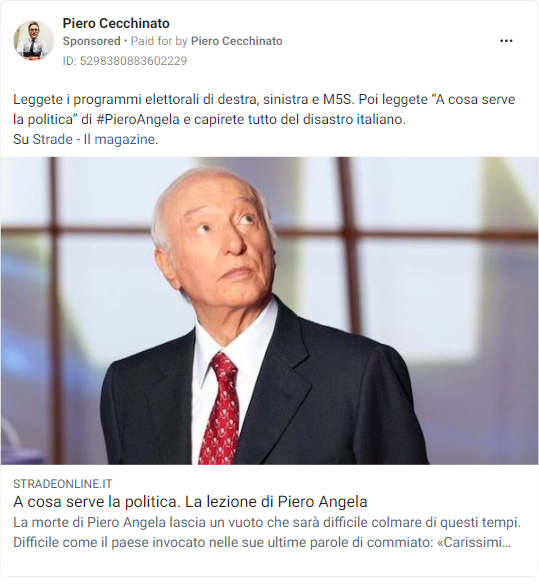 Piero Cecchinato
Sponsored • Paid for by Piero Cecchinato
ID: 5298380883602229
Leggete i programmi elettorali di destra, sinistra e M5S. Poi leggete “A cosa serve
la politica” di #PieroAngela e capirete tutto del disastro italiano.
Su Strade - Il magazine.
STRADEONLINE.IT
A cosa serve la politica. La lezione di Piero Angela
La morte di Piero Angela lascia un vuoto che sarà difficile colmare di questi tempi.
Difficile come il paese invocato nelle sue ultime parole di commiato: «Carissimi...